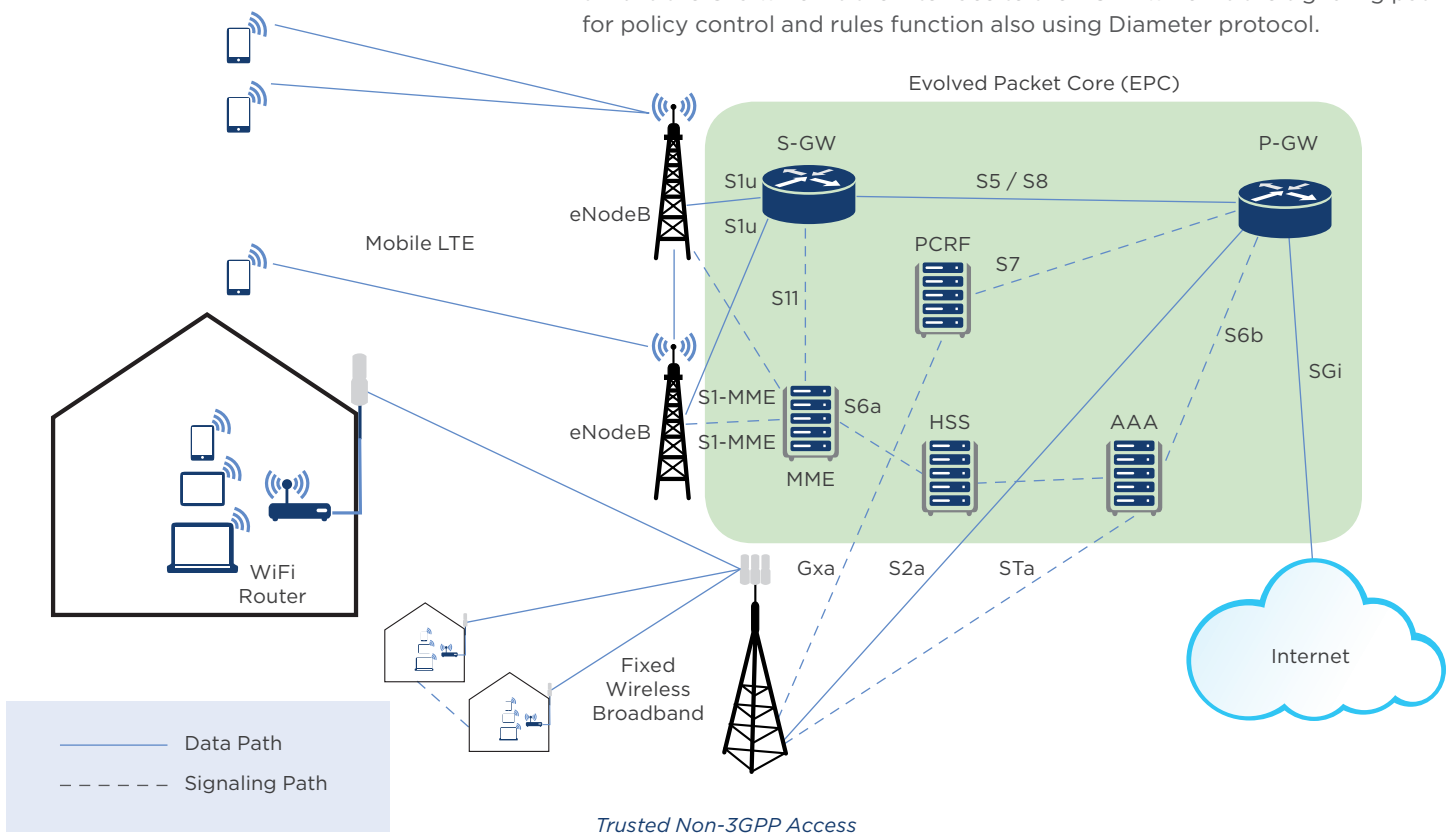 for policy control and rules function also using Diameter protocol.
Evolved Packet Core (EPC)
S-GW
P-GW
S1u
S5 / S8
eNodeB
S1u
Mobile LTE
PCRF
S7
S11
S6b
SGi
S1-MME
S6a
eNodeB
S1-MME
HSS
AAA
MME
WiFi
Router
Gxa
S2a
STa
Fixed
Wireless
Broadband
Internet
Data Path
Signaling Path
Trusted Non-3GPP Access